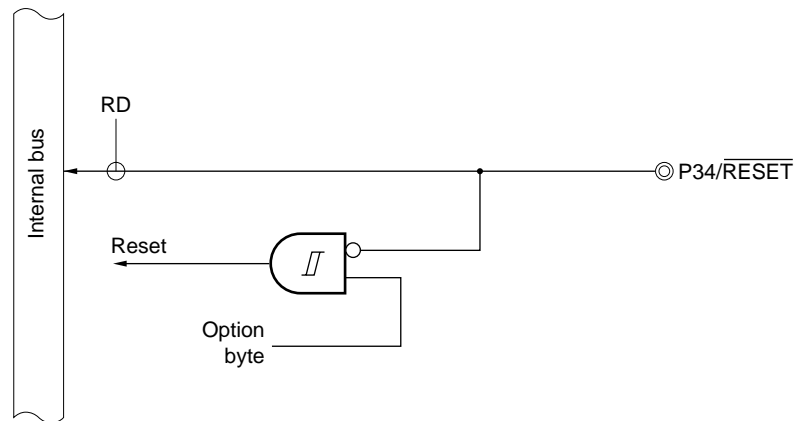 RD
Internal bus
P34/RESET
Reset
Option
byte